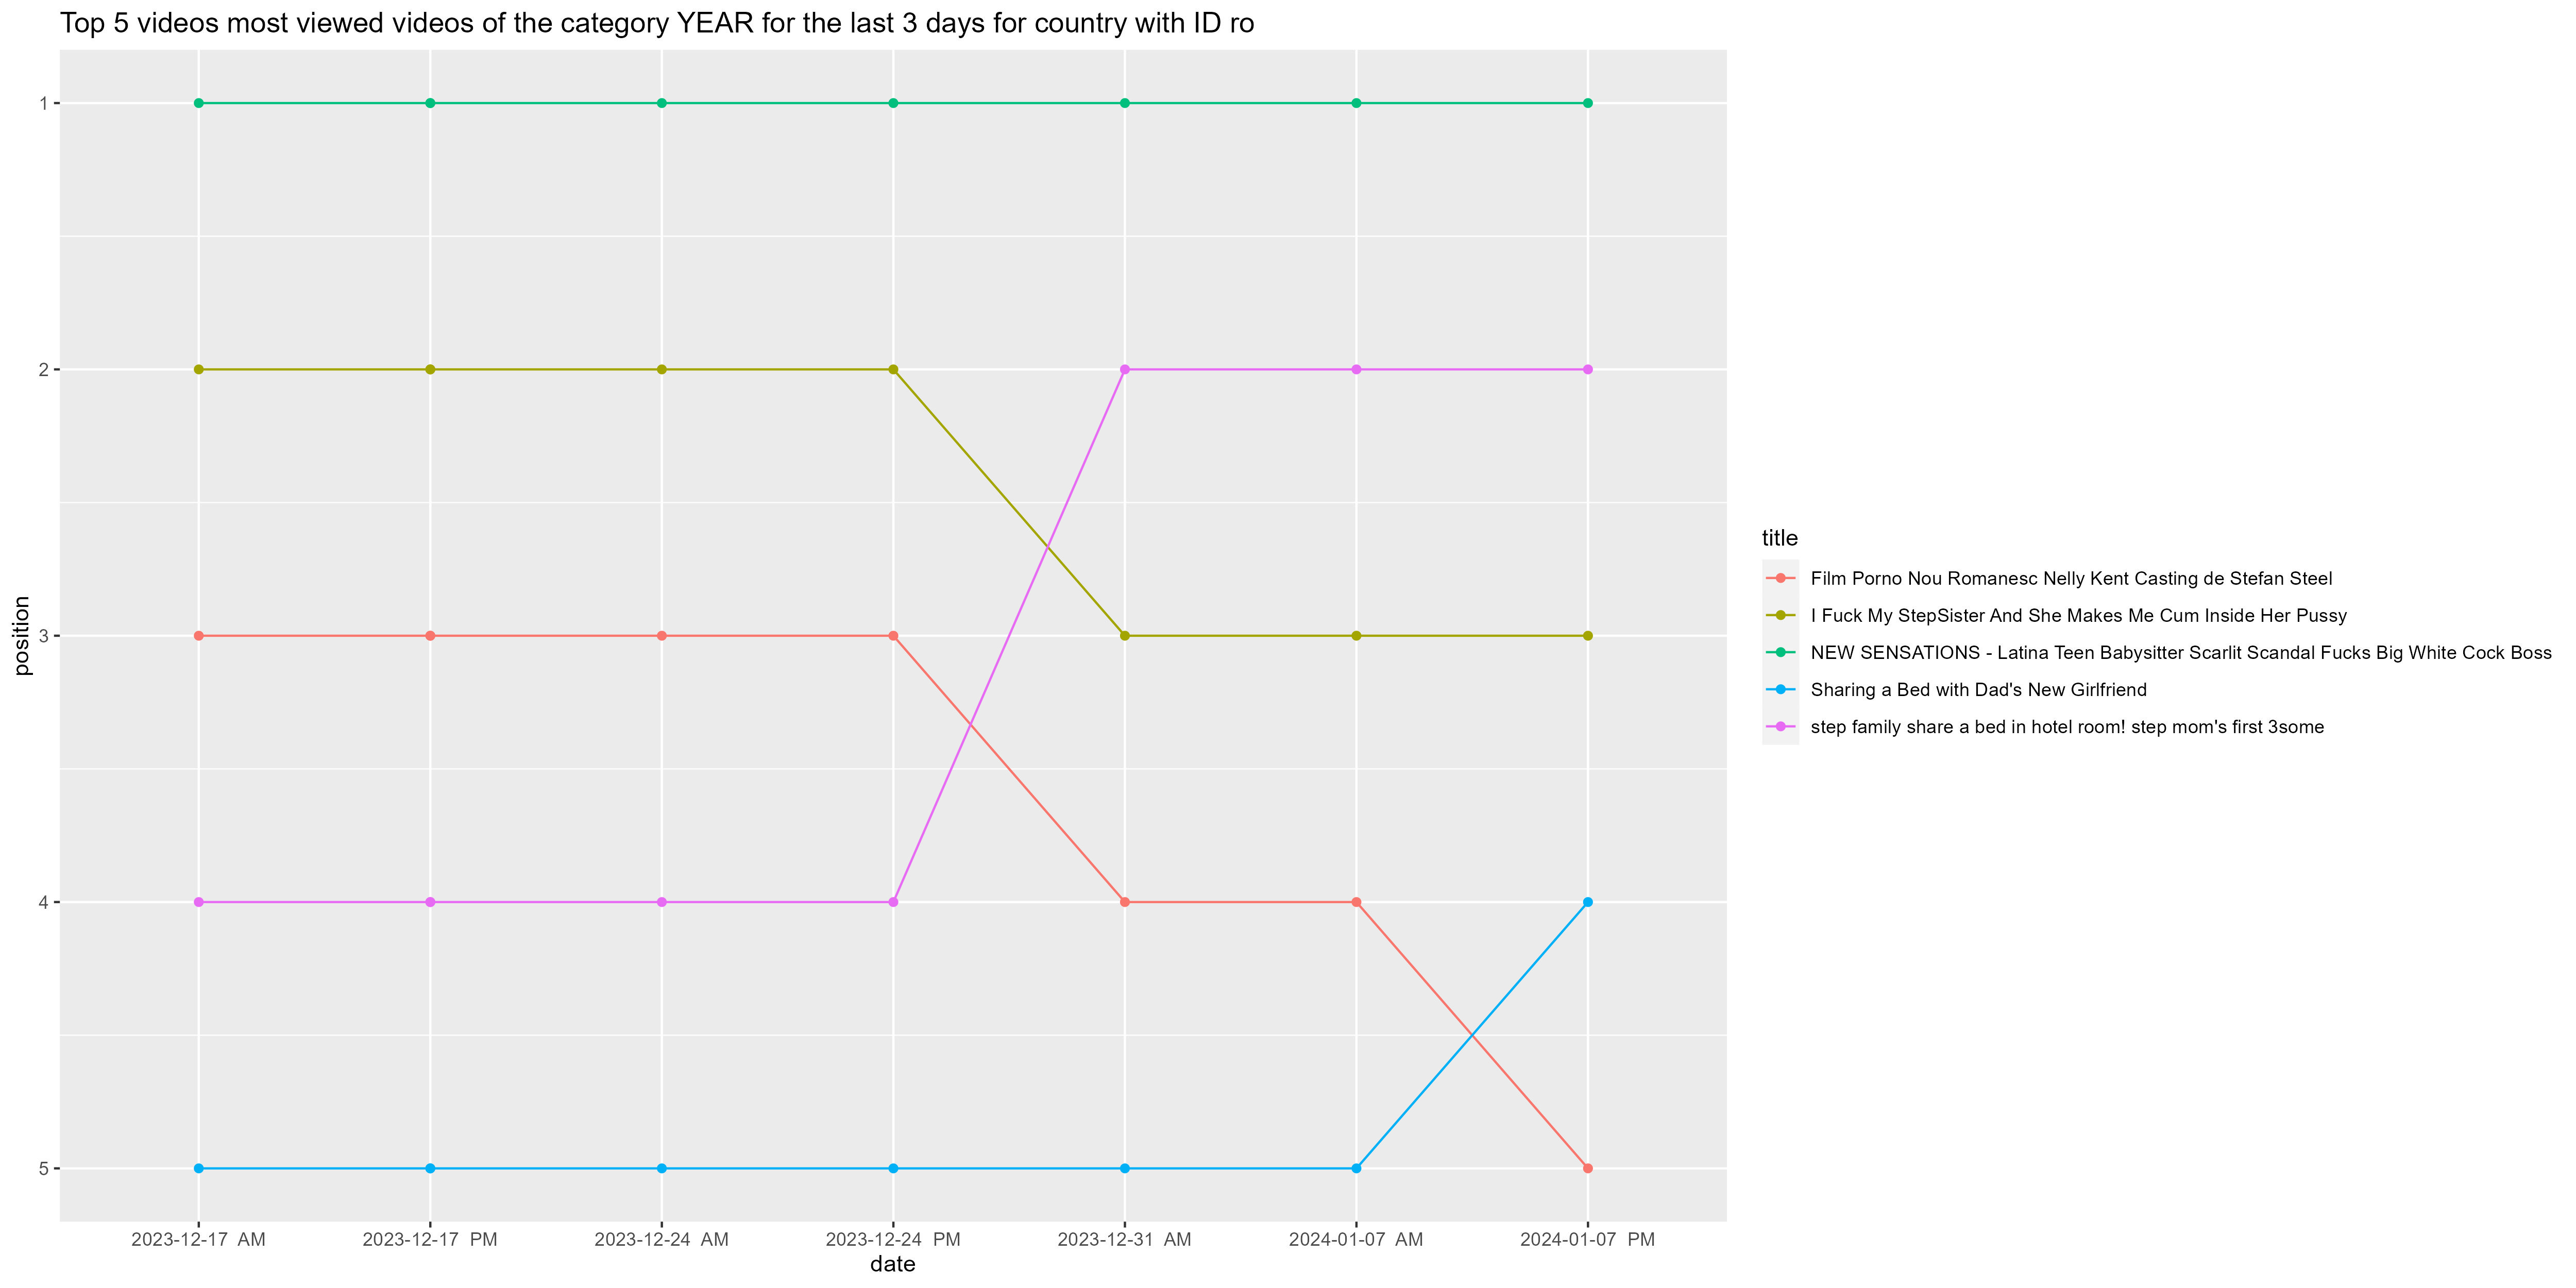 Top 5 videos most viewed videos of the category YEAR for the last 3 days for country with ID ro
position
1
2
3
4
5
2023-12-17 AM
2023-12-17 PM
2023-12-24 AM
2023-12-24 PM
2023-12-31 AM
2024-01-07 AM
2024-01-07 PM
date
title
Film Porno Nou Romanesc Nelly Kent Casting de Stefan Steel
I Fuck My StepSister And She Makes Me Cum Inside Her Pussy
NEW SENSATIONS - Latina Teen Babysitter Scarlit Scandal Fucks Big White Cock Boss
Sharing a Bed with Dad's New Girlfriend
step family share a bed in hotel room! step mom's first 3some